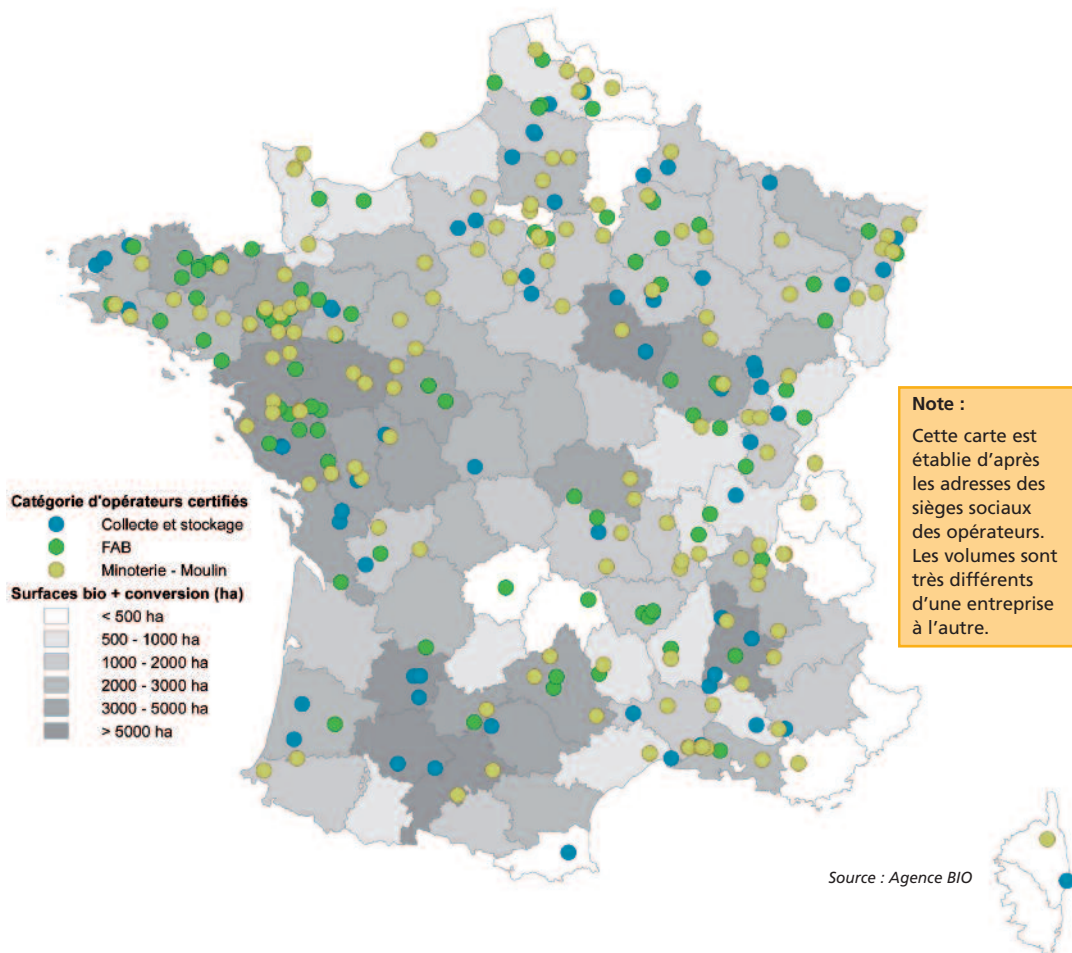 Note :
Cette carte est
établie d'après
les adresses des
sièges sociaux
des opérateurs.
Les volumes sont
très différents
d'une entreprise
à l'autre.
Catégorie d'opérateurs certifiés
Collecte et stockage
FAB
Minoterie - Moulin
Surfaces bio + conversion (ha)
< 500 ha
500 - 1000 ha
1000 - 2000 ha
2000 - 3000 ha
3000 - 5000 ha
> 5000 ha
Source : Agence BIO